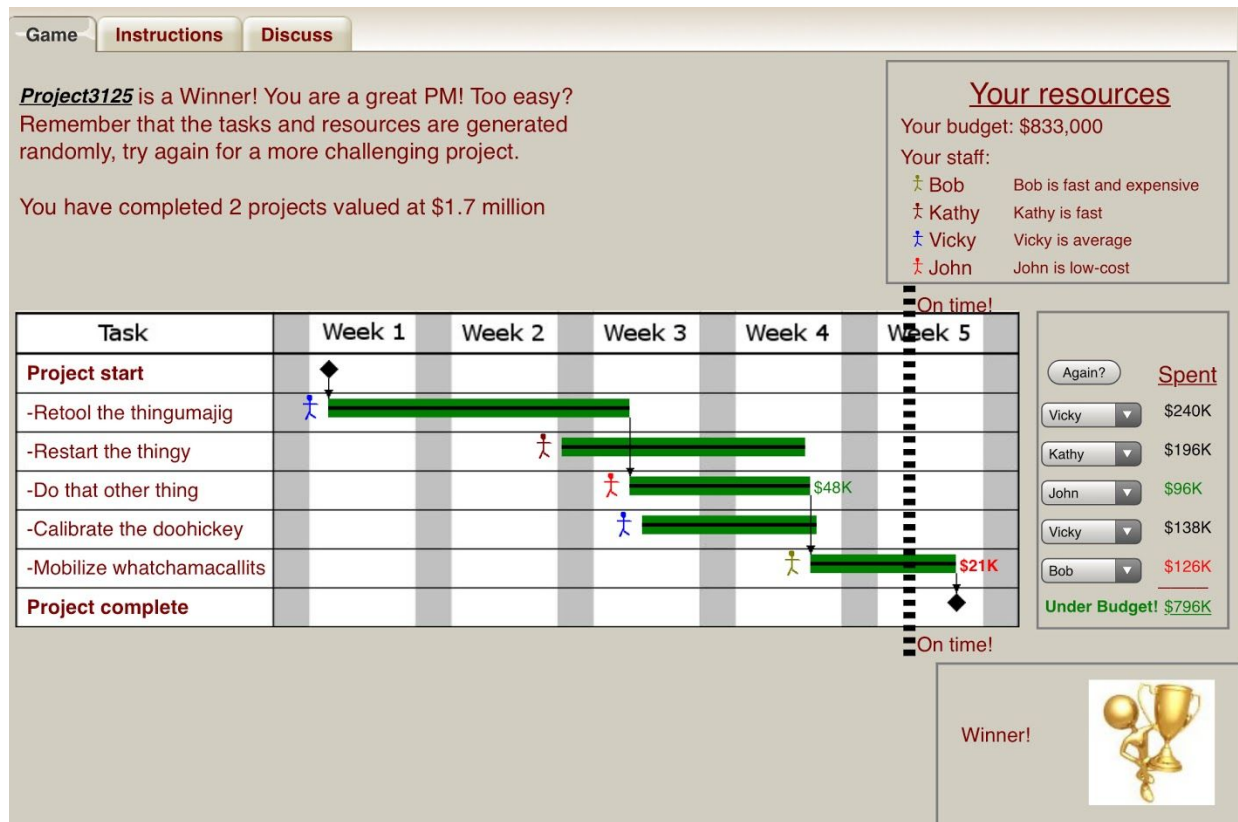 Game Instructions Discuss
Project3125 is a Winner! You are a great PM! Too easy?
Remember that the tasks and resources are generated
randomly, try again for a more challenging project.
You have completed 2 projects valued at $1.7 million
Your resources
Your budget: $833,000
Your staff:
Bob Bob is fast and expensive
Kathy Kathy is fast
Vicky Vicky is average
John John is low-cost
On time!
Task Week 1 Week 2 Week 3 Week 4 Week 5
Project start
-Retool the thingumajig
-Restart the thingy
-Do that other thing $48K
-Calibrate the doohickey
-Mobilize whatchamacallits $21K
Project complete
Again? Spent
Vicky $240K
Kathy $196K
John $96K
Vicky $138K
Bob $126K
Under Budget! $796K
On time!
Winner!